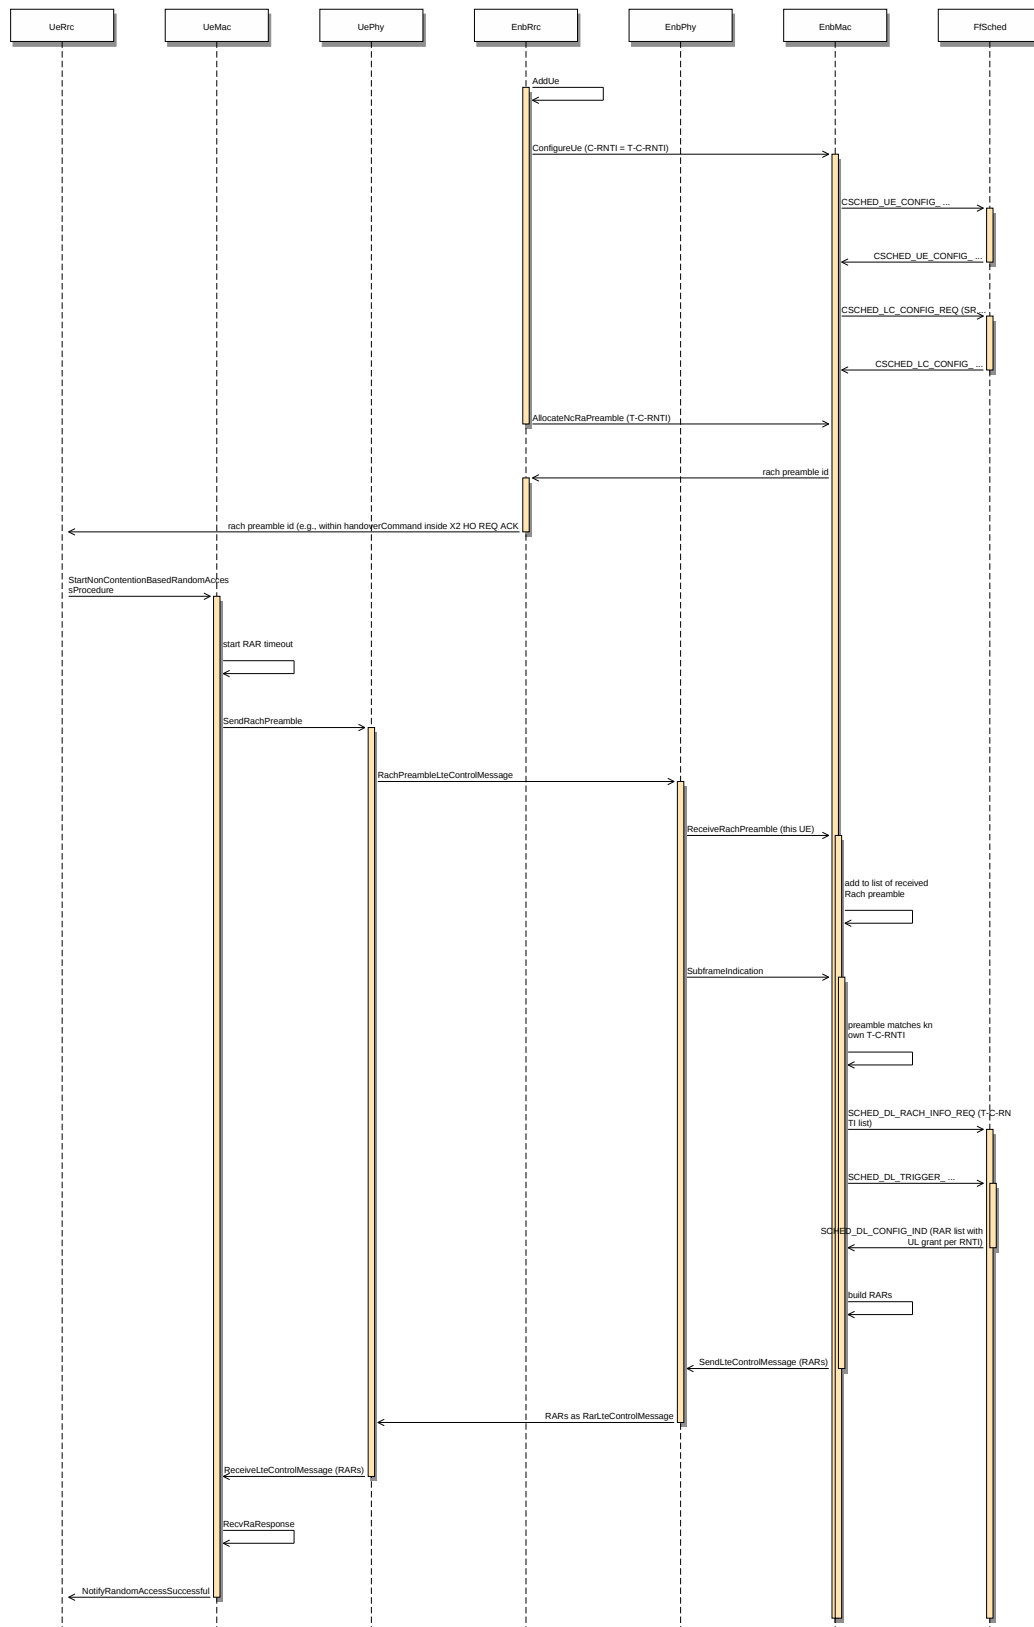 UeRrc
UeMac
UePhy
EnbRrc
EnbPhy
EnbMac
FfSched
AddUe
ConfigureUe (C-RNTI = T-C-RNTI)
CSCHED_UE_CONFIG_ ...
CSCHED_UE_CONFIG_ ...
CSCHED_LC_CONFIG_REQ (SR ...
CSCHED_LC_CONFIG_ ...
AllocateNcRaPreamble (T-C-RNTI)
rach preamble id
rach preamble id (e.g., within handoverCommand inside X2 HO REQ ACK
StartNonContentionBasedRandomAcces
sProcedure
start RAR timeout
SendRachPreamble
RachPreambleLteControlMessage
ReceiveRachPreamble (this UE)
add to list of received
Rach preamble
SubframeIndication
preamble matches kn
own T-C-RNTI
SCHED_DL_RACH_INFO_REQ (T-C-RN
TI list)
SCHED_DL_TRIGGER_ ...
SCHED_DL_CONFIG_IND (RAR list with
UL grant per RNTI)
build RARs
SendLteControlMessage (RARs)
RARs as RarLteControlMessage
ReceiveLteControlMessage (RARs)
RecvRaResponse
NotifyRandomAccessSuccessful